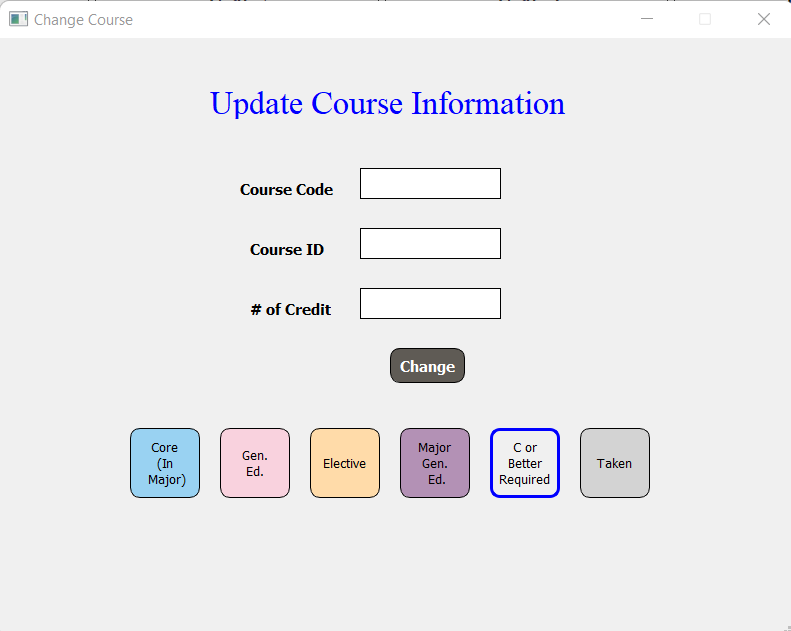 Change Course
Update Course Information
Course Code
Course ID
# of Credit
Change
Core
(In
Major)
Gen.
Ed.
Elective
Major
Gen.
Ed.
C or
Better
Required
Taken